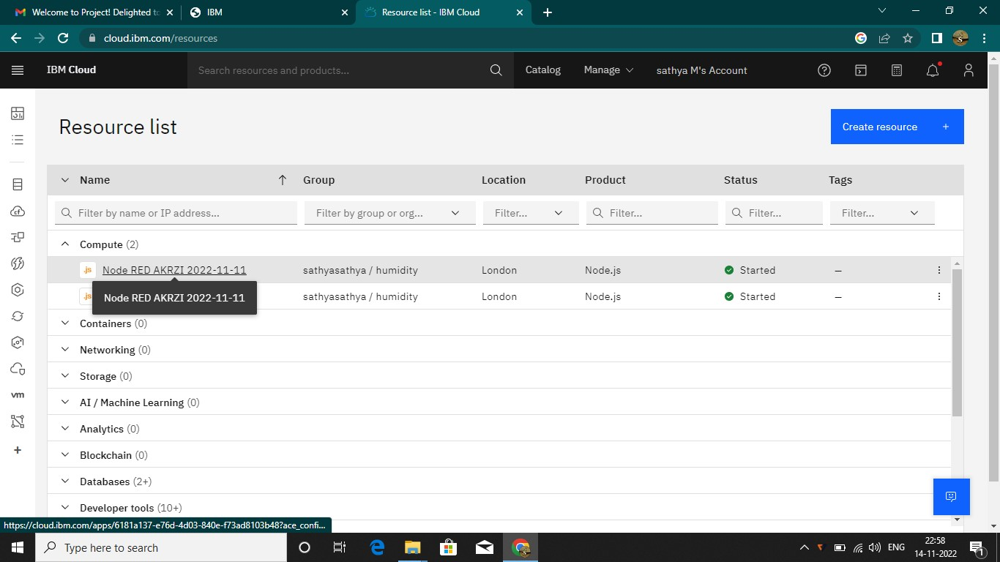 Welcome to Project! Delighted to
IBM
Resource list - IBM Cloud
cloud.ibm.com/resources
IBM Cloud
Search resources and products...
Catalog
Manage
sathya M's Account
Resource list
Create resource +
Name Group Location Product Status Tags
Filter by name or IP address... Filter by group or org... Filter... Filter... Filter... Filter...
Compute (2)
.js Node RED AKRZI 2022-11-11 sathyasathya / humidity London Node.js Started –
Node RED AKRZI 2022-11-11
.js sathyasathya / humidity London Node.js Started –
Containers (0)
Networking (0)
Storage (0)
AI / Machine Learning (0)
Analytics (0)
Blockchain (0)
Databases (2+)
Developer tools (10+)
cf
vm
https://cloud.ibm.com/apps/6181a137-e76d-4d03-840e-f73ad8103b48?ace_confi...
Type here to search
ENG
22:58
14-11-2022
1